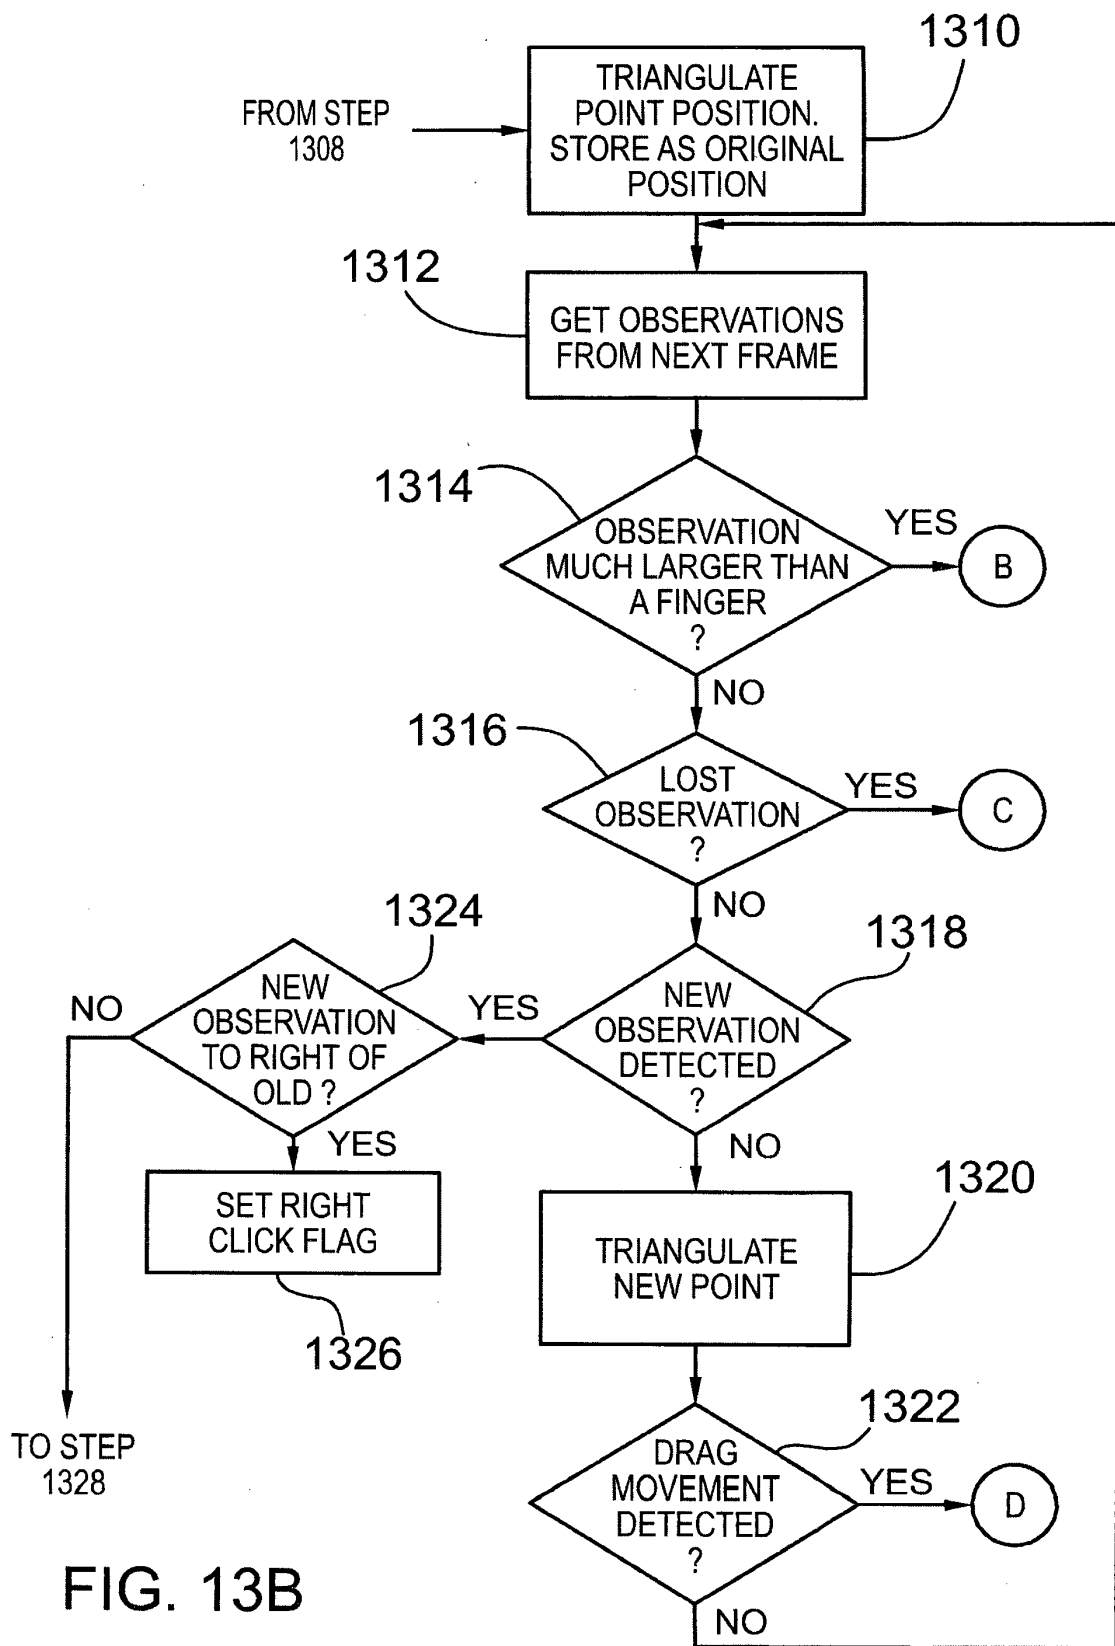 1310
TRIANGULATE
POINT POSITION.
STORE AS ORIGINAL
POSITION
FROM STEP
1308
1312
GET OBSERVATIONS
FROM NEXT FRAME
1314
OBSERVATION
MUCH LARGER THAN
A FINGER
?
YES
B
NO
1316
LOST
OBSERVATION
?
YES
C
NO
1318
NEW
OBSERVATION
DETECTED
?
YES
1324
NEW
OBSERVATION
TO RIGHT OF
OLD ?
NO
YES
SET RIGHT
CLICK FLAG
1326
TO STEP
1328
NO
1320
TRIANGULATE
NEW POINT
1322
DRAG
MOVEMENT
DETECTED
?
YES
D
NO
FIG. 13B